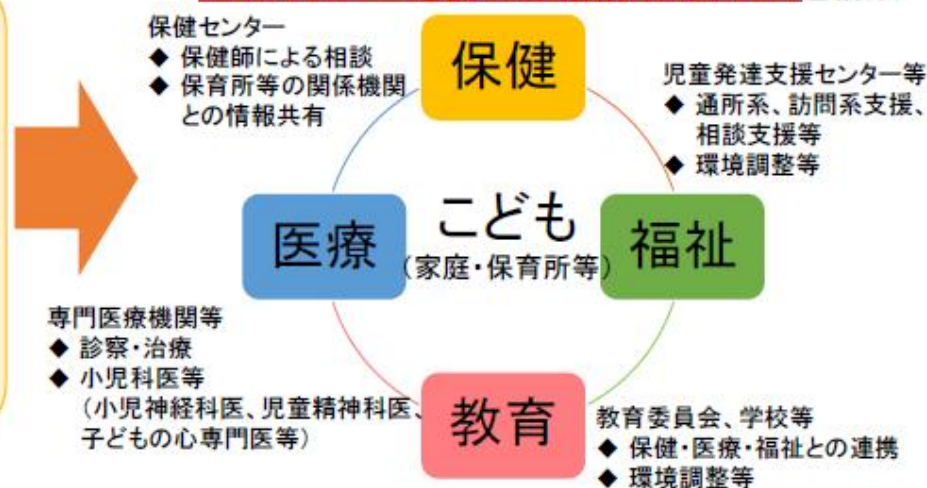 保健センター
◆ 保健師による相談
◆ 保育所等の関係機関
との情報共有
保健
児童発達支援センター等
◆ 通所系、訪問系支援、
相談支援等
◆ 環境調整等
医療
こども
(家庭・保育所等)
福祉
専門医療機関等
◆ 診察・治療
◆ 小児科医等
(小児神経科医、児童精神科医、
子どもの心専門医等)
教育
教育委員会、学校等
◆ 保健・医療・福祉との連携
◆ 環境調整等